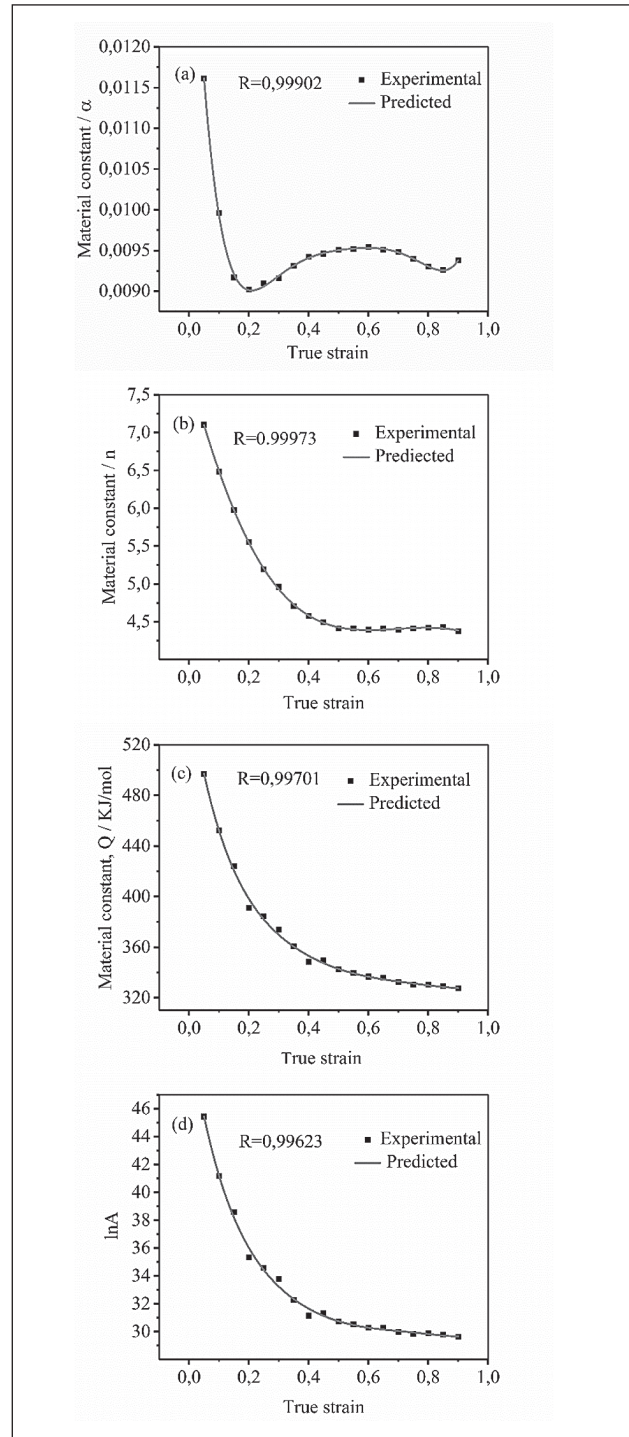 0,0120
(a)
R=0,99902
Experimental
Predicted
0,0115
0,0110
0,0105
0,0100
0,0095
0,0090
Material constant / α
0,0 0,2 0,4 0,6 0,8 1,0
True strain
7,5
(b)
R=0.99973
Experimental
Prediected
7,0
6,5
6,0
5,5
5,0
4,5
Material constant / n
0,0 0,2 0,4 0,6 0,8 1,0
True strain
520
(c)
R=0,99701
Experimental
Predicted
480
440
400
360
320
Material constant, Q / KJ/mol
0,0 0,2 0,4 0,6 0,8 1,0
True strain
46
(d)
R=0,99623
Experimental
Predicted
44
42
40
38
36
34
32
30
lnA
0,0 0,2 0,4 0,6 0,8 1,0
True strain